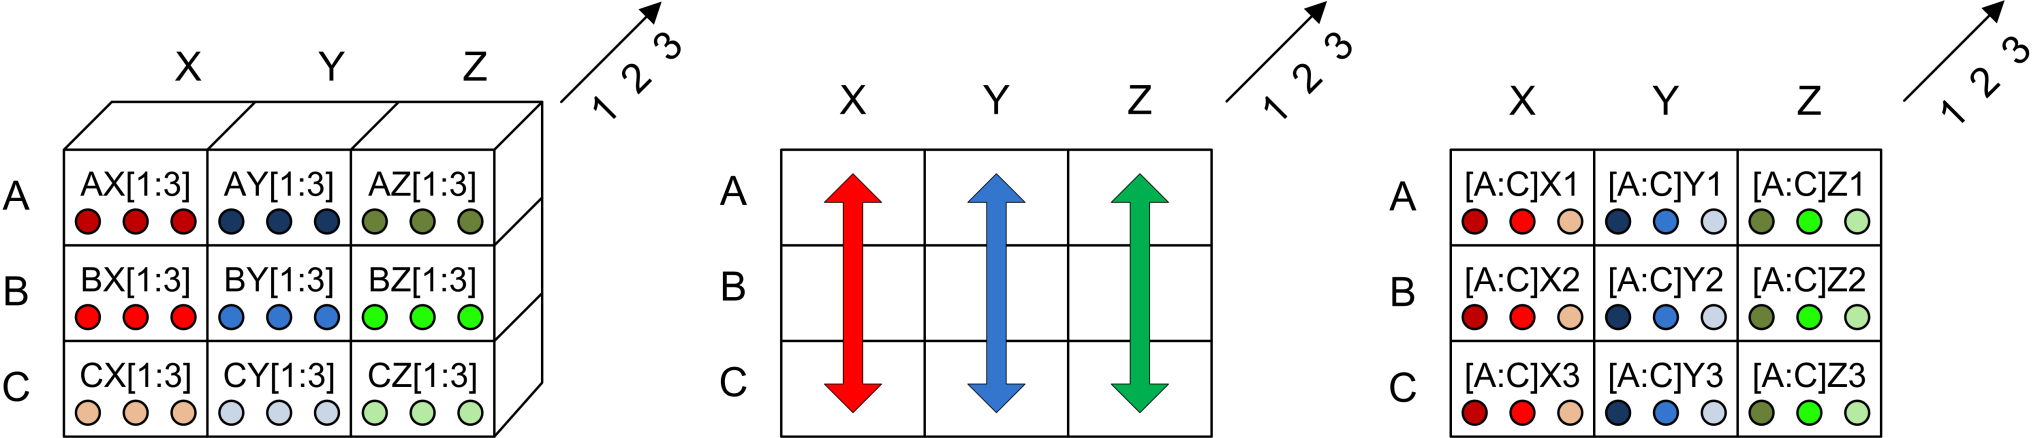 X Y Z
1 2 3
A AX[1:3] AY[1:3] AZ[1:3]
B BX[1:3] BY[1:3] BZ[1:3]
C CX[1:3] CY[1:3] CZ[1:3]
X Y Z
1 2 3
A
B
C
X Y Z
1 2 3
A [A:C]X1 [A:C]Y1 [A:C]Z1
B [A:C]X2 [A:C]Y2 [A:C]Z2
C [A:C]X3 [A:C]Y3 [A:C]Z3